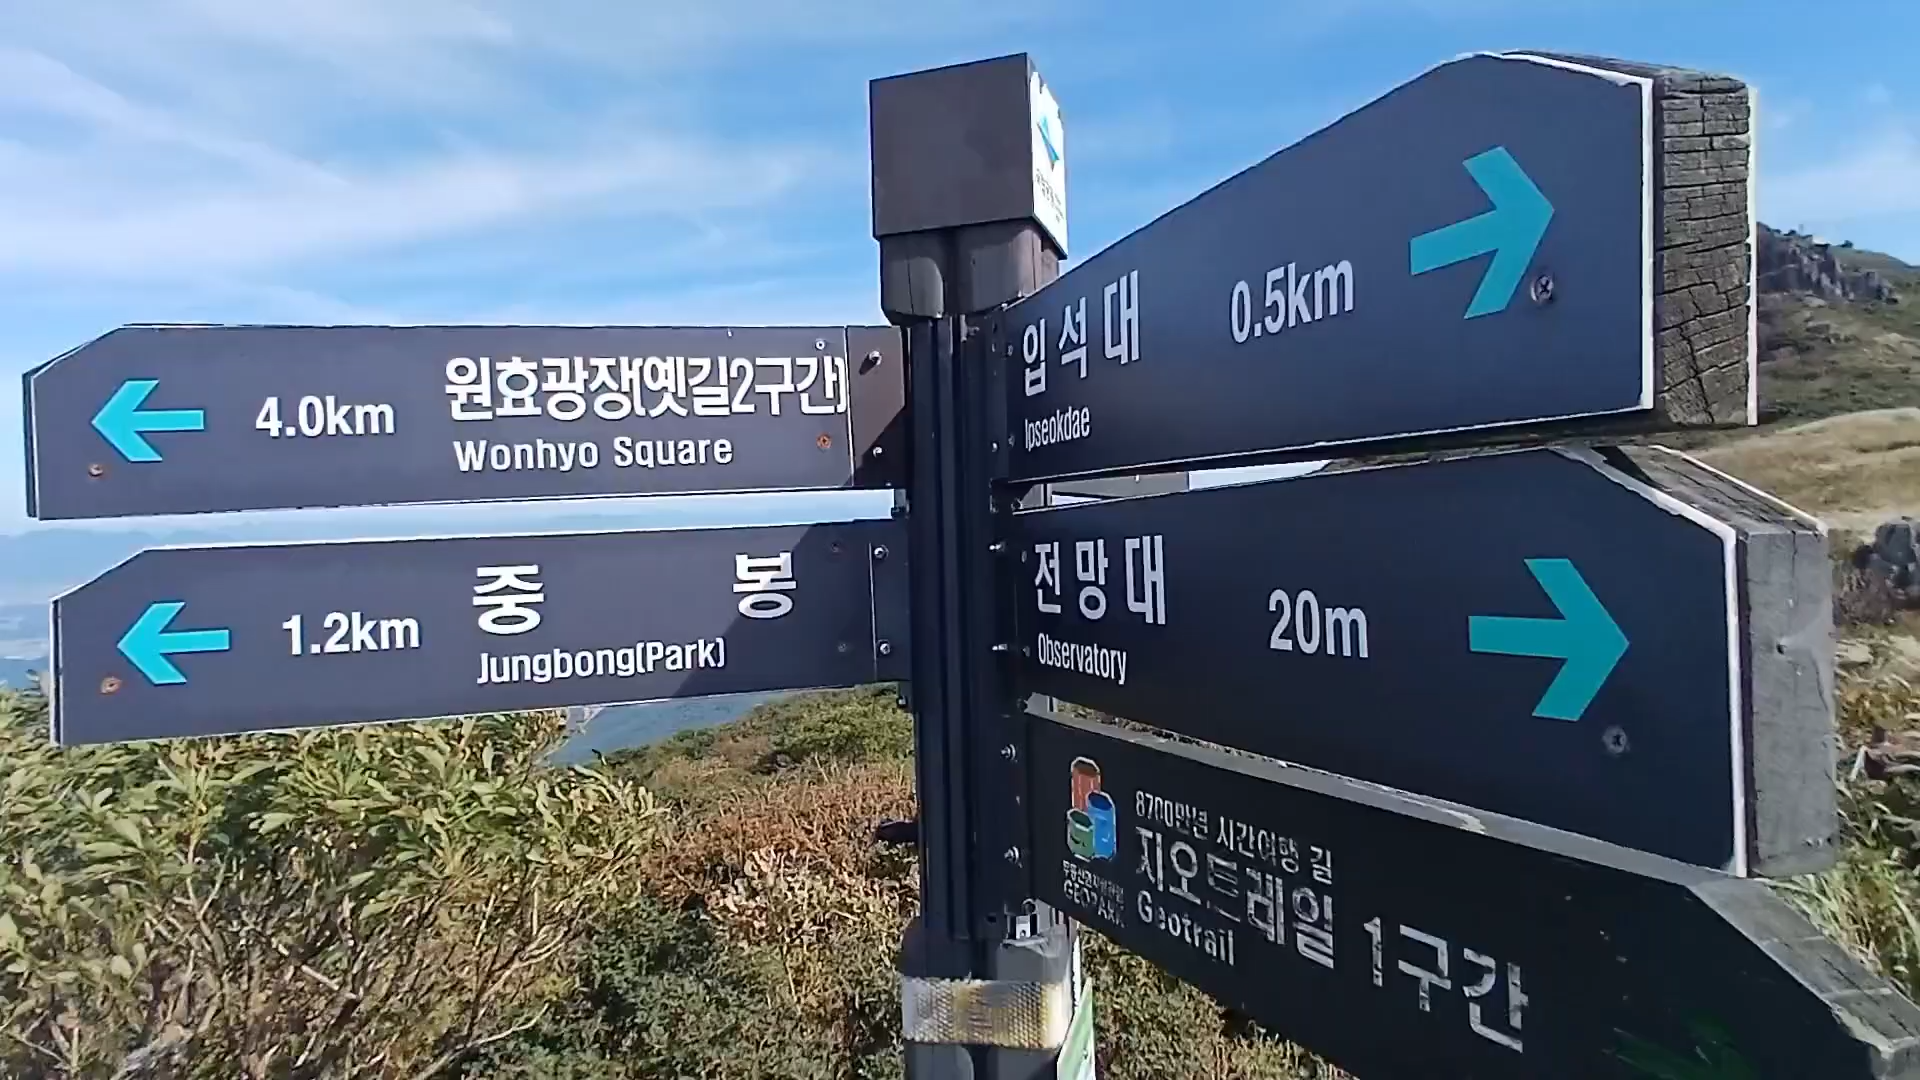 4.0km
원효광장(옛길2구간)
Wonhyo Square
1.2km
중 봉
Jungbong(Park)
입석대
Ipseokdae
0.5km
전망대
Observatory
20m
8700만년 시간여행 길
지오트레일 1구간
Geotrail
GEOPARK